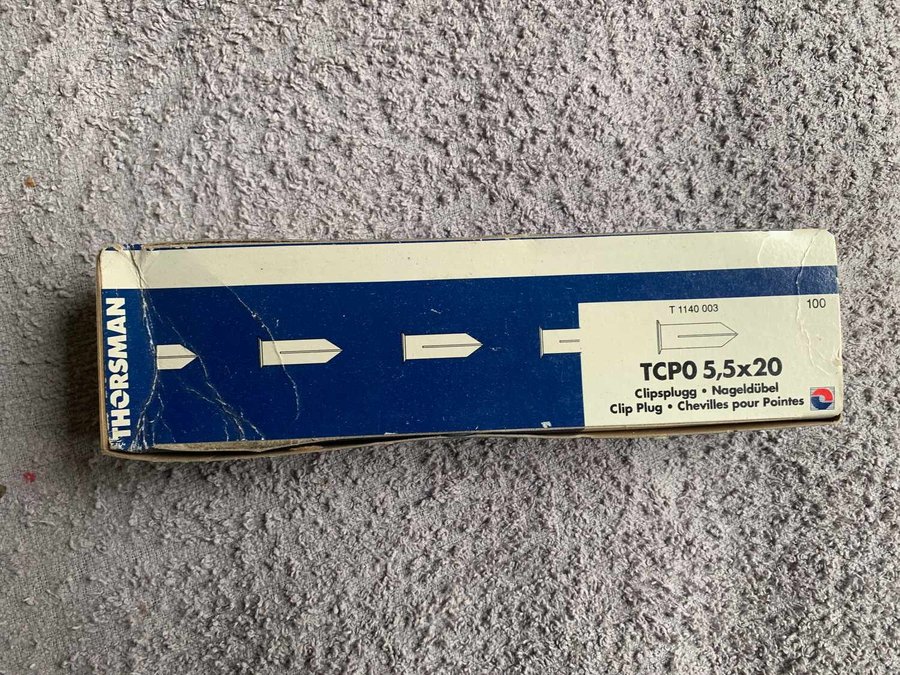 THORSMAN
T 1140 003
100
TCP0 5,5x20
Clipsplugg • Nageldübel
Clip Plug • Chevilles pour Pointes